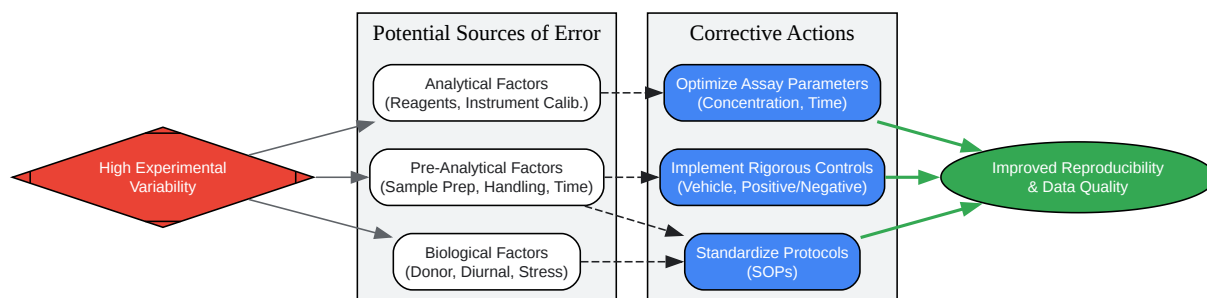 Potential Sources of Error
Corrective Actions
High Experimental
Variability
Analytical Factors
(Reagents, Instrument Calib.)
Pre-Analytical Factors
(Sample Prep, Handling, Time)
Biological Factors
(Donor, Diurnal, Stress)
Optimize Assay Parameters
(Concentration, Time)
Implement Rigorous Controls
(Vehicle, Positive/Negative)
Standardize Protocols
(SOPs)
Improved Reproducibility
& Data Quality